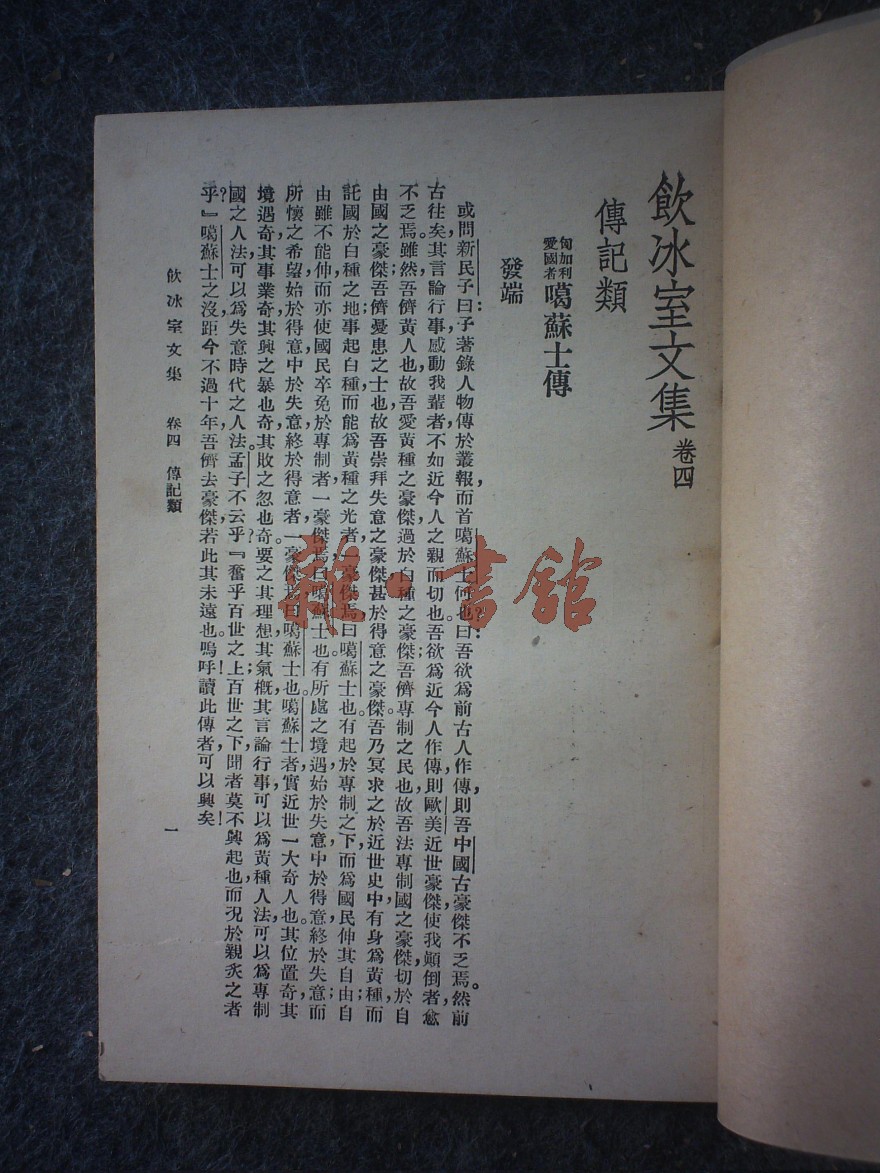 飲冰室文集 卷四
傳記類
匈加利
愛國者
噶蘇士傳
發端
或問新民子曰：子著錄人物傳於叢報，而首噶蘇士何也？曰：吾欲爲前古人作傳，則吾中國古豪傑不乏焉。然前
古往矣，其言論行事感動我輩者不如近今人之親而切也。吾欲爲近今人作傳，則歐美近世豪傑使我顛倒者愈
不乏焉。雖然，吾儕黃人也，故吾愛黃種之豪傑，過於白種之豪傑；吾儕專制之民也，故吾法專制國之豪傑，切於自
由國之豪傑；吾儕憂患之士也，故吾崇拜失意之豪傑，甚於得意之豪傑。吾乃冥求之於近世史中，有身爲黃種，而
託國於白種之地，事起白種，而能爲黃種之光者，一豪傑焉，曰噶蘇士也。有起於專制之下，而爲國民伸其自由，自
由雖不能伸，而亦使國民卒免於專制者，一豪傑焉，曰噶蘇士也。有所處之境遇，始於失意，中於得意，終於失意，而
所懷之希望，始於得意，中於失意，終於得意者，一豪傑焉，曰噶蘇士也。噶蘇士者，實近世一大奇人也。其位置奇，其
境遇奇，其事業奇，其興之暴也奇，其敗之忽也奇。要之其理想，其氣概，其言論行事，可以爲黃種人法，可以爲專制
國之人法，可以爲失意時代之人法。孟子不云乎？『奮乎百世之上；百世之下，聞者莫不興起也，而況於親炙之者
乎？』噶蘇士之沒，距今不過十年，吾儕去豪傑若此其未遠也。嗚呼！讀此傳者，可以興矣！
飲冰室文集 卷四 傳記類
一
雜·書館